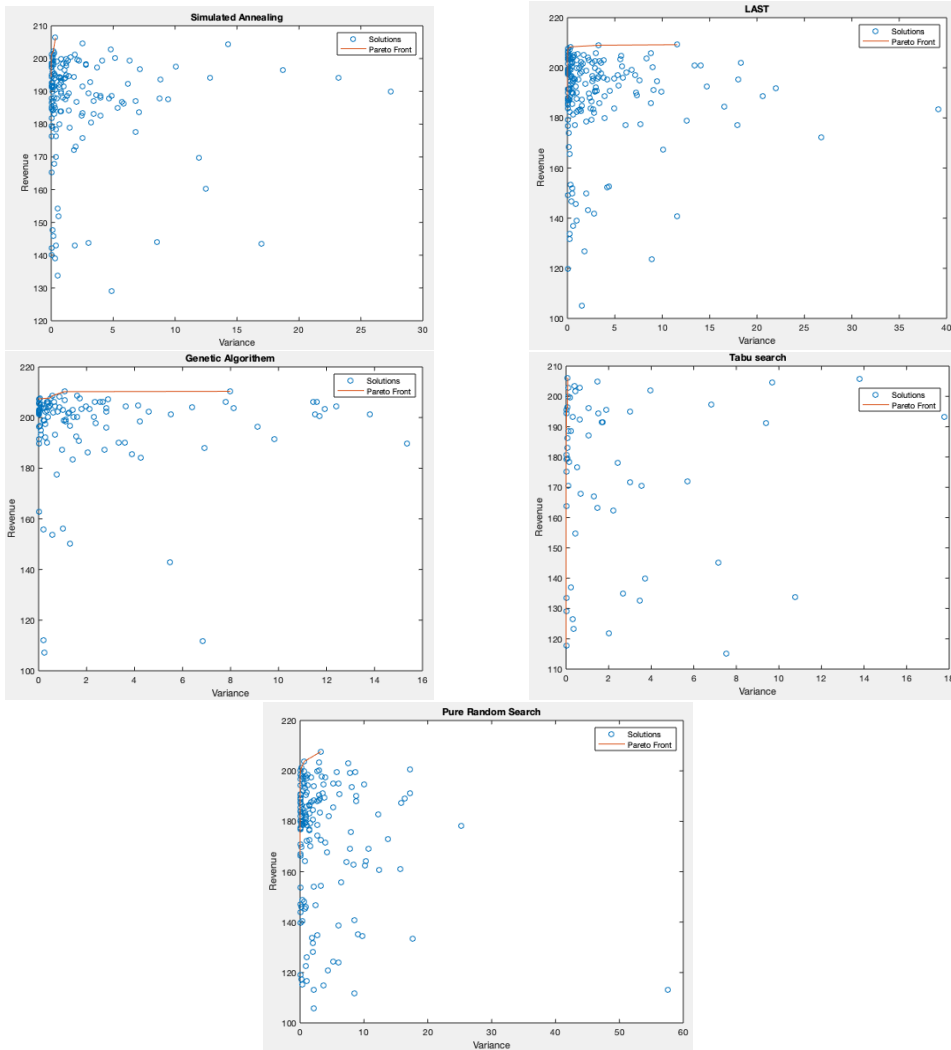 Simulated Annealing
210
200
190
180
170
160
150
140
130
120
Revenue
Solutions
Pareto Front
0 5 10 15 20 25 30
Variance
LAST
220
200
180
160
140
120
100
Revenue
Solutions
Pareto Front
0 5 10 15 20 25 30 35 40
Variance
Genetic Algorithem
220
200
180
160
140
120
100
Revenue
Solutions
Pareto Front
0 2 4 6 8 10 12 14 16
Variance
Tabu search
210
200
190
180
170
160
150
140
130
120
110
Revenue
Solutions
Pareto Front
0 2 4 6 8 10 12 14 16 18
Variance
Pure Random Search
220
200
180
160
140
120
100
Revenue
Solutions
Pareto Front
0 10 20 30 40 50 60
Variance